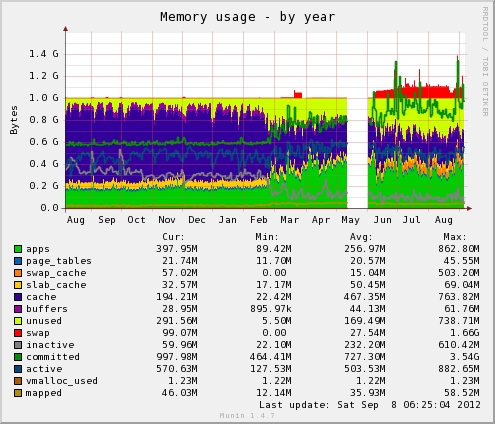 Memory usage - by year
RRDTOOL / TOBI OETIKER
Bytes
1.4 G
1.2 G
1.0 G
0.8 G
0.6 G
0.4 G
0.2 G
0.0
Aug Sep Oct Nov Dec Jan Feb Mar Apr May Jun Jul Aug
Cur: Min: Avg: Max:
apps 397.95M 89.42M 256.97M 862.80M
page_tables 21.74M 11.70M 20.57M 45.55M
swap_cache 57.02M 0.00 15.04M 503.20M
slab_cache 32.57M 17.17M 50.45M 69.04M
cache 194.21M 22.42M 467.35M 763.82M
buffers 28.95M 895.97k 44.13M 61.76M
unused 291.56M 5.50M 169.49M 738.71M
swap 99.07M 0.00 27.54M 1.66G
inactive 59.96M 22.10M 232.20M 610.42M
committed 997.98M 464.41M 727.30M 3.54G
active 570.63M 127.53M 503.53M 882.65M
vmalloc_used 1.23M 1.22M 1.22M 1.23M
mapped 46.03M 12.14M 35.93M 58.52M
Last update: Sat Sep 8 06:25:04 2012
Munin 1.4.7